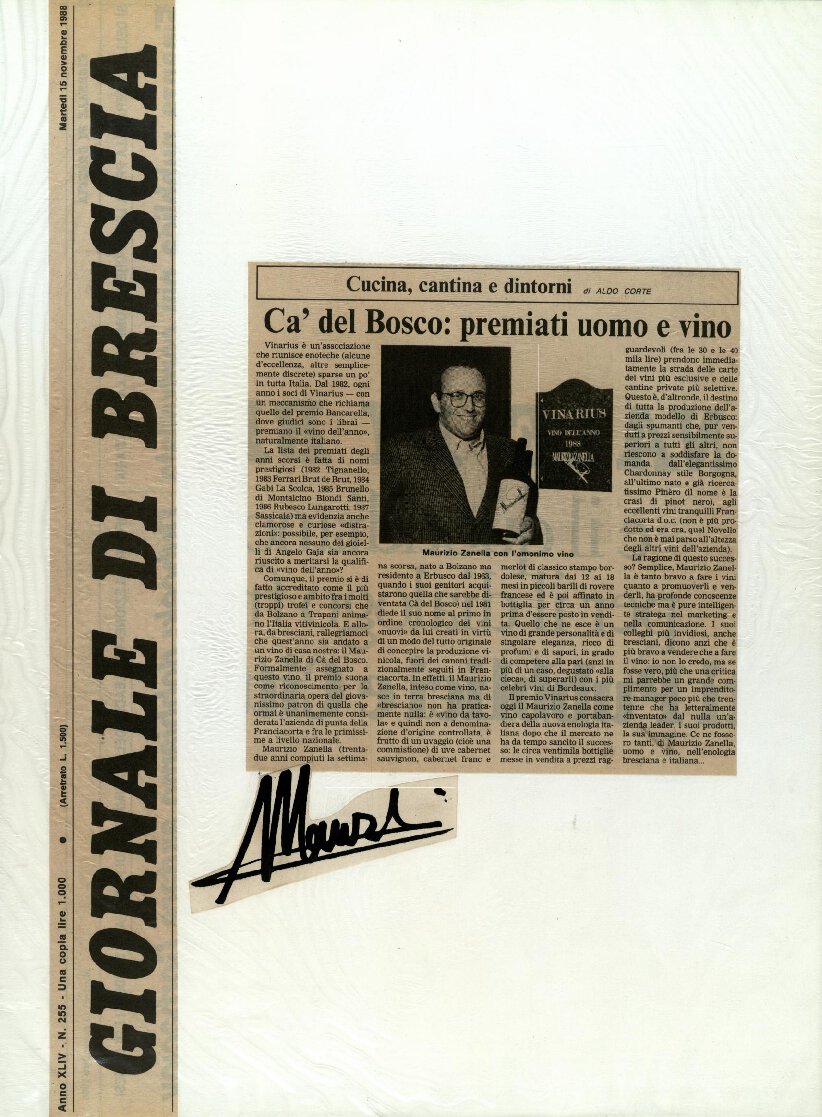 Anno XLIV - N. 255 - Una copia lire 1.000 • (Arretrato L. 1.500) Martedì 15 novembre 1988
GIORNALE DI BRESCIA
Cucina, cantina e dintorni di ALDO CORTE
Ca' del Bosco: premiati uomo e vino
Vinarius è un'associazione
che riunisce enoteche (alcune
d'eccellenza, altre semplice-
mente discrete) sparse un po'
in tutta Italia. Dal 1982, ogni
anno i soci di Vinarius — con
un meccanismo che richiama
quello del premio Bancarella,
dove giudici sono i librai —
premiano il «vino dell'anno»,
naturalmente italiano.
La lista dei premiati degli
anni scorsi è fatta di nomi
prestigiosi (1982 Tignanello,
1983 Ferrari Brut de Brut, 1984
Gabi La Scolca, 1985 Brunello
di Montalcino Biondi Santi,
1986 Rubesco Lungarotti, 1987
Sassicaia) ma evidenzia anche
clamorose e curiose «distra-
zioni»: possibile, per esempio,
che ancora nessuno dei gioiel-
li di Angelo Gaja sia ancora
riuscito a meritarsi la qualifi-
ca di «vino dell'anno»?
Comunque, il premio si è di
fatto accreditato come il più
prestigioso e ambito fra i molti
(troppi) trofei e concorsi che
da Bolzano a Trapani anima-
no l'Italia vitivinicola. E allo-
ra, da bresciani, rallegriamoci
che quest'anno sia andato a
un vino di casa nostra: il Mau-
rizio Zanella di Cà del Bosco.
Formalmente assegnato a
questo vino, il premio suona
come riconoscimento per la
straordinaria opera del giova-
nissimo patron di quella che
ormai è unanimemente consi-
derata l'azienda di punta della
Franciacorta e fra le primissi-
me a livello nazionale.
Maurizio Zanella (trenta-
due anni compiuti la settima-
VINARIUS
VINO DELL'ANNO
1988
MAURIZIO ZANELLA
Maurizio Zanella con l'omonimo vino
na scorsa, nato a Bolzano ma
residente a Erbusco dal 1963,
quando i suoi genitori acqui-
starono quella che sarebbe di-
ventata Cà del Bosco) nel 1981
diede il suo nome al primo in
ordine cronologico dei vini
«nuovi» da lui creati in virtù
di un modo del tutto originale
di concepire la produzione vi-
nicola, fuori dei canoni tradi-
zionalmente seguiti in Fran-
ciacorta. In effetti, il Maurizio
Zanella, inteso come vino, na-
sce in terra bresciana ma di
«bresciano» non ha pratica-
mente nulla: è «vino da tavo-
la» e quindi non a denomina-
zione d'origine controllata, è
frutto di un uvaggio (cioè una
commistione) di uve cabernet
sauvignon, cabernet franc e
merlot di classico stampo bor-
dolese, matura dai 12 ai 18
mesi in piccoli barili di rovere
francese ed è poi affinato in
bottiglia per circa un anno
prima d'essere posto in vendi-
ta. Quello che ne esce è un
vino di grande personalità e di
singolare eleganza, ricco di
profumi e di sapori, in grado
di competere alla pari (anzi in
più di un caso, degustato «alla
cieca», di superarli) con i più
celebri vini di Bordeaux.
Il premio Vinarius consacra
oggi il Maurizio Zanella come
vino capolavoro e portaban-
diera della nuova enologia ita-
liana dopo che il mercato ne
ha da tempo sancito il succes-
so: le circa ventimila bottiglie
messe in vendita a prezzi rag-
guardevoli (fra le 30 e le 40
mila lire) prendono immedia-
tamente la strada delle carte
dei vini più esclusive e delle
cantine private più selettive.
Questo è, d'altronde, il destino
di tutta la produzione dell'a-
zienda modello di Erbusco:
dagli spumanti che, pur ven-
duti a prezzi sensibilmente su-
periori a tutti gli altri, non
riescono a soddisfare la do-
manda, dall'elegantissimo
Chardonnay stile Borgogna,
all'ultimo nato e già ricerca-
tissimo Pinèro (il nome è la
crasi di pinot nero), agli
eccellenti vini tranquilli Fran-
ciacorta d.o.c. (non è più pro-
dotto ed era ora, quel Novello
che non è mai parso all'altezza
degli altri vini dell'azienda).
La ragione di questo succes-
so? Semplice, Maurizio Zanel-
la è tanto bravo a fare i vini
quanto a promuoverli e ven-
derli, ha profonde conoscenze
tecniche ma è pure intelligen-
te stratega nel marketing e
nella comunicazione. I suoi
colleghi più invidiosi, anche
bresciani, dicono anzi che è
più bravo a vendere che a fare
il vino: io non lo credo, ma se
fosse vero, più che una critica
mi parrebbe un grande com-
plimento per un imprendito-
re-manager poco più che tren-
tenne che ha letteralmente
«inventato» dal nulla un'a-
zienda leader, i suoi prodotti,
la sua immagine. Ce ne fosse-
ro tanti, di Maurizio Zanella,
uomo e vino, nell'enologia
bresciana e italiana...